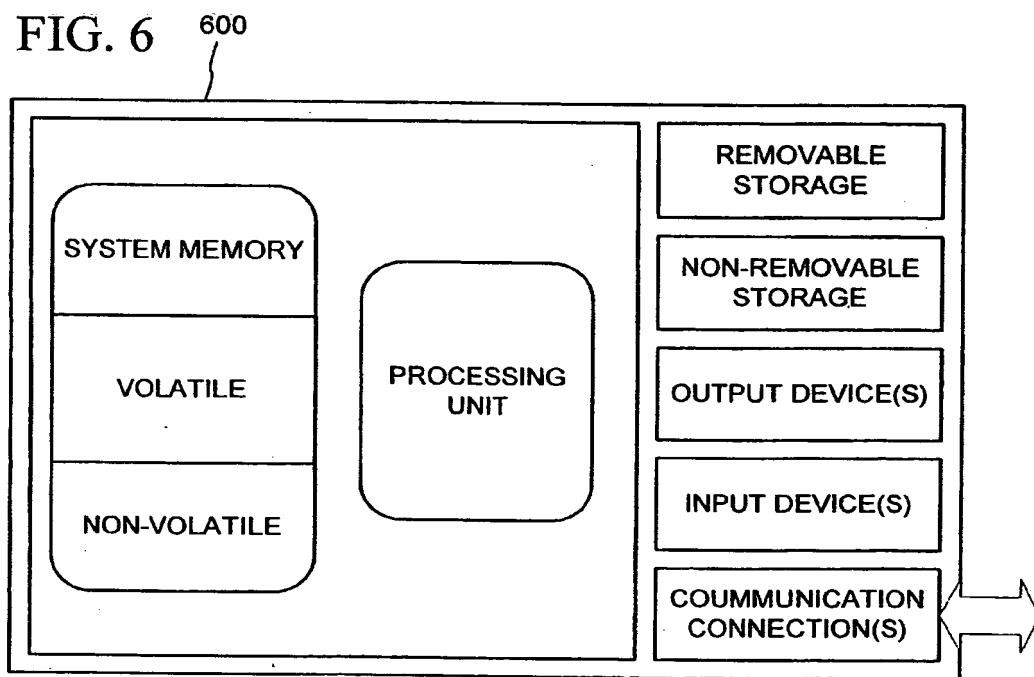 FIG. 6
600
SYSTEM MEMORY
VOLATILE
NON-VOLATILE
PROCESSING
UNIT
REMOVABLE
STORAGE
NON-REMOVABLE
STORAGE
OUTPUT DEVICE(S)
INPUT DEVICE(S)
COUMMUNICATION
CONNECTION(S)